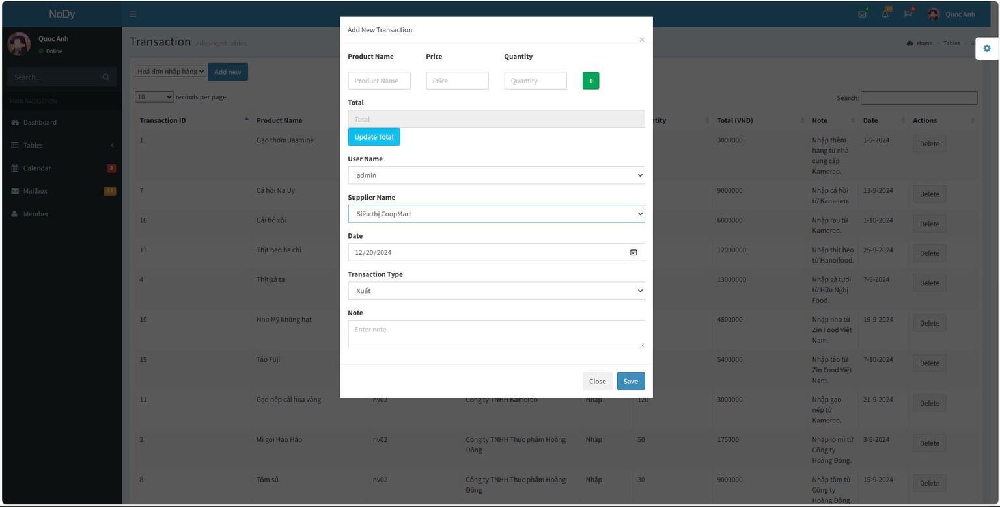 NoDy
4
10
9
Quoc Anh
Quoc Anh
Online
Search...
MAIN NAVIGATION
Dashboard
Tables
Calendar 3
Mailbox 12
Member
Transaction advanced tables
Home > Tables >
Hoá đơn nhập hàng Add new
10 records per page
Search:
Add New Transaction
×
Product Name Price Quantity
Product Name Price Quantity +
Total
Total
Update Total
User Name
admin
Supplier Name
Siêu thị CoopMart
Date
12/20/2024
Transaction Type
Xuất
Note
Enter note
Close Save
Transaction ID Product Name ntity Total (VND) Note Date Actions
1 Gạo thơm Jasmine 3000000 Nhập thêm 1-9-2024 Delete
hàng từ nhà
cung cấp
Kamereo.
7 Cá hồi Na Uy 9000000 Nhập cá hồi 13-9-2024 Delete
từ Kamereo.
16 Cải bó xôi 6000000 Nhập rau từ 1-10-2024 Delete
Kamereo.
13 Thịt heo ba chỉ 12000000 Nhập thịt heo 25-9-2024 Delete
từ Hanoifood.
4 Thịt gà ta 13000000 Nhập gà tươi 7-9-2024 Delete
từ Hữu Nghị
Food.
10 Nho Mỹ không hạt 4800000 Nhập nho từ 19-9-2024 Delete
Zin Food Việt
Nam.
19 Táo Fuji 5400000 Nhập táo từ 7-10-2024 Delete
Zin Food Việt
Nam.
11 Gạo nếp cái hoa vàng nv02 Công ty TNHH Kamereo Nhập 120 3000000 Nhập gạo 21-9-2024 Delete
nếp từ
Kamereo.
2 Mì gói Hảo Hảo nv02 Công ty TNHH Thực phẩm Hoàng Nhập 50 175000 Nhập lô mì từ 3-9-2024 Delete
Đông Công ty
Hoàng Đông.
8 Tôm sú nv02 Công ty TNHH Thực phẩm Hoàng Nhập 30 9000000 Nhập tôm từ 15-9-2024 Delete
Đông Công ty
Hoàng Đông.